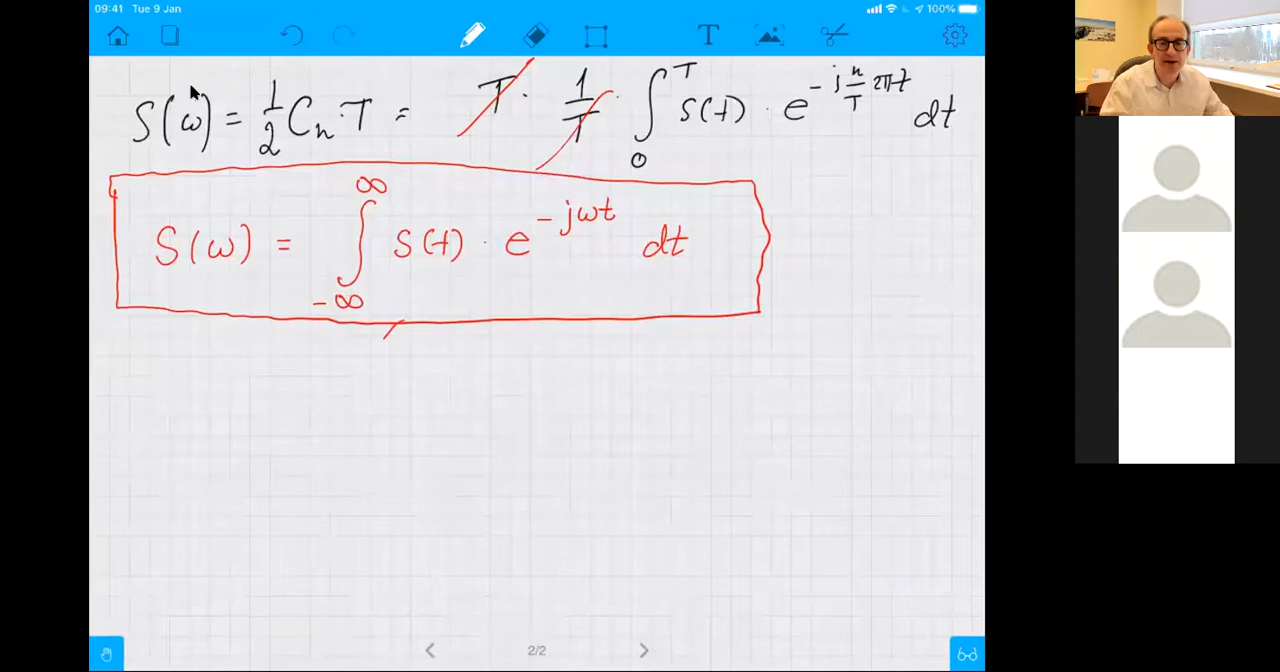 09:41 Tue 9 Jan 100%
T
S(ω) = 1/2 Cₙ · T = T · 1/T · ∫₀ᵀ s(t) · e^(-j n/T 2πt) dt
S(ω) = ∫_{-∞}^{∞} s(t) · e^(-jωt) dt
2/2